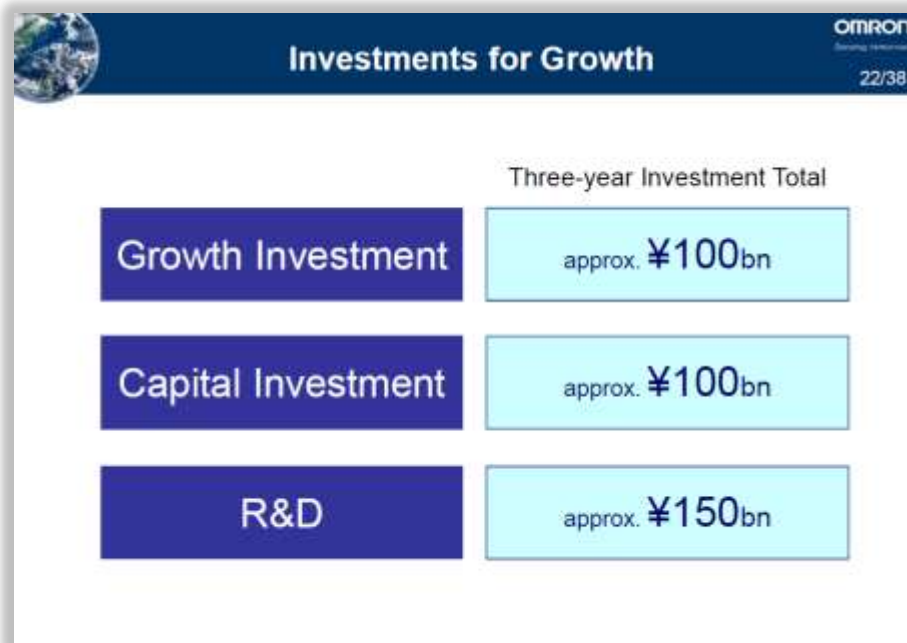 Investments for Growth
OMRON
22/38
Three-year Investment Total
Growth Investment
approx. ¥100bn
Capital Investment
approx. ¥100bn
R&D
approx. ¥150bn